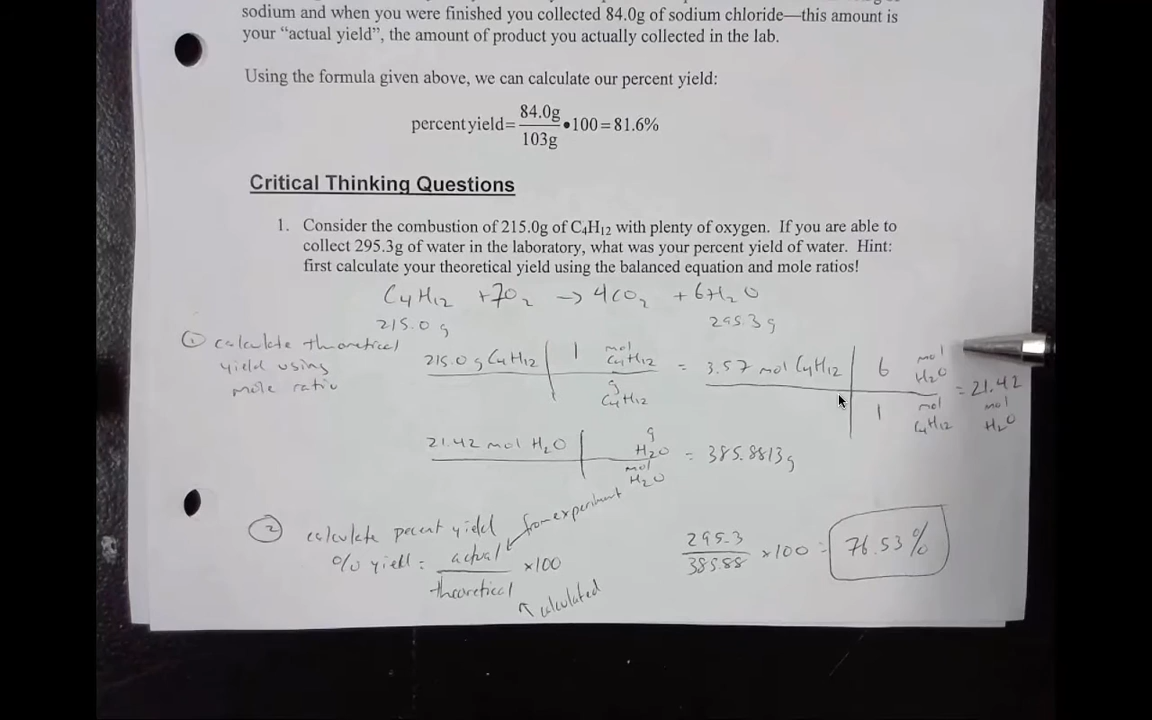 sodium and when you were finished you collected 84.0g of sodium chloride—this amount is
your “actual yield”, the amount of product you actually collected in the lab.
Using the formula given above, we can calculate our percent yield:
percent yield= 84.0g / 103g •100=81.6%
Critical Thinking Questions
1. Consider the combustion of 215.0g of C₄H₁₂ with plenty of oxygen. If you are able to
collect 295.3g of water in the laboratory, what was your percent yield of water. Hint:
first calculate your theoretical yield using the balanced equation and mole ratios!
C₄H₁₂ +7O₂ → 4CO₂ + 6H₂O
215.0 g 295.3 g
① calculate theoretical
yield using
mole ratio
215.0 g C₄H₁₂ | 1 mol C₄H₁₂ / g C₄H₁₂ = 3.57 mol C₄H₁₂ | 6 mol H₂O / 1 mol C₄H₁₂ = 21.42 mol H₂O
21.42 mol H₂O | g H₂O / mol H₂O = 385.8813 g
② calculate percent yield
from experiment
% yield = actual / theoretical ×100
calculated
295.3 / 385.88 ×100 = 76.53%